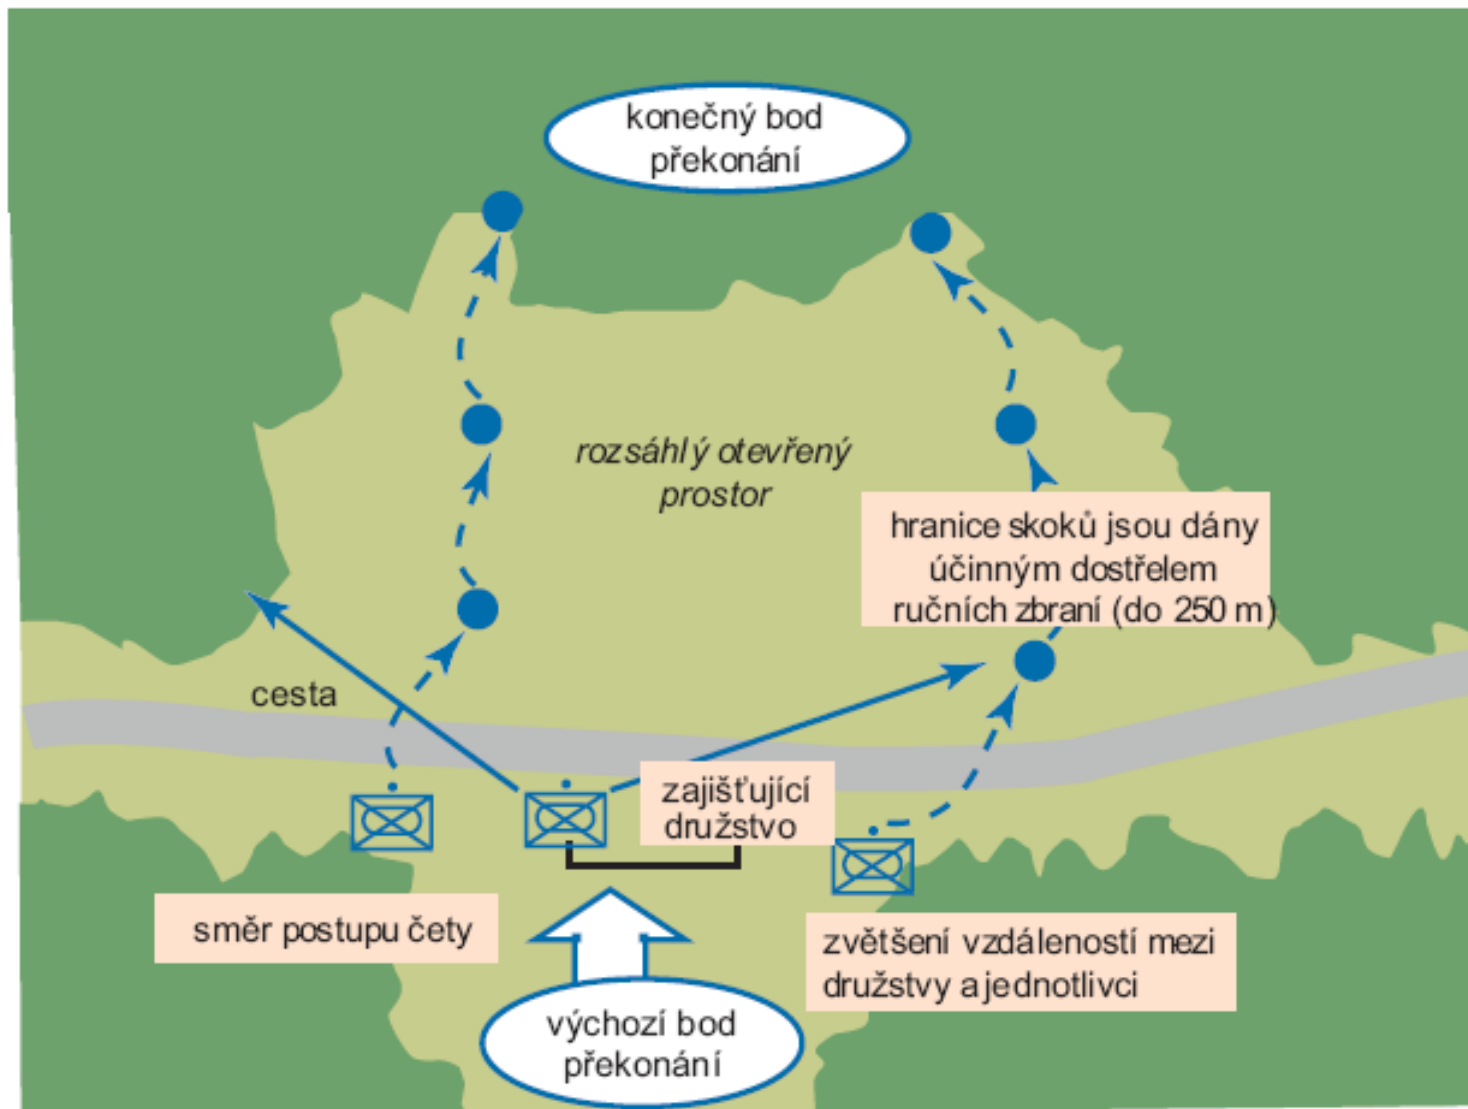 konečný bod
překonání
rozsáhlý otevřený
prostor
hranice skoků jsou dány
účinným dostřelem
ručních zbraní (do 250 m)
cesta
zajišťující
družstvo
směr postupu čety
zvětšení vzdáleností mezi
družstvy a jednotlivci
výchozí bod
překonání